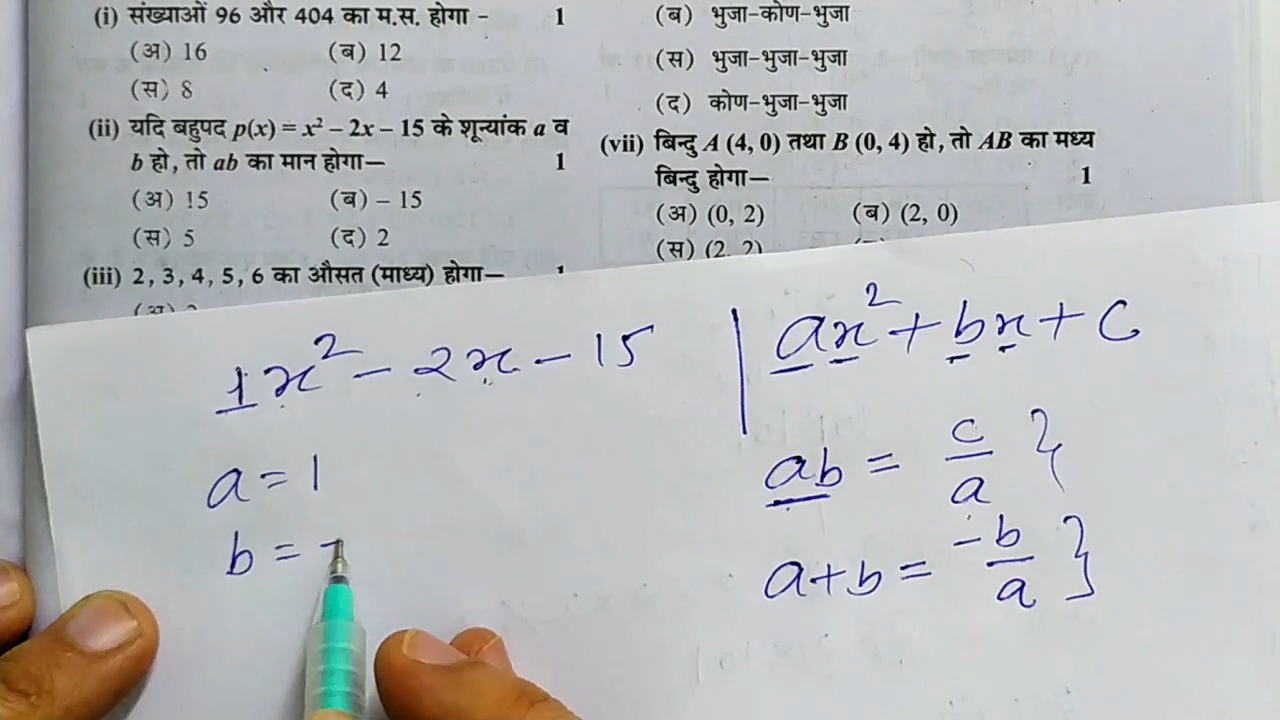 (i) संख्याओं 96 और 404 का म.स. होगा - 1
(अ) 16 (ब) 12
(स) 8 (द) 4
(ii) यदि बहुपद p(x) = x² – 2x – 15 के शून्यांक a व
b हो, तो ab का मान होगा— 1
(अ) 15 (ब) – 15
(स) 5 (द) 2
(iii) 2, 3, 4, 5, 6 का औसत (माध्य) होगा—
(ब) भुजा-कोण-भुजा
(स) भुजा-भुजा-भुजा
(द) कोण-भुजा-भुजा
(vii) बिन्दु A (4, 0) तथा B (0, 4) हो, तो AB का मध्य
बिन्दु होगा— 1
(अ) (0, 2) (ब) (2, 0)
(स) (2, 2)
1x² – 2x – 15
a = 1
b = -
ax² + bx + c
ab = c/a }
a + b = -b/a }